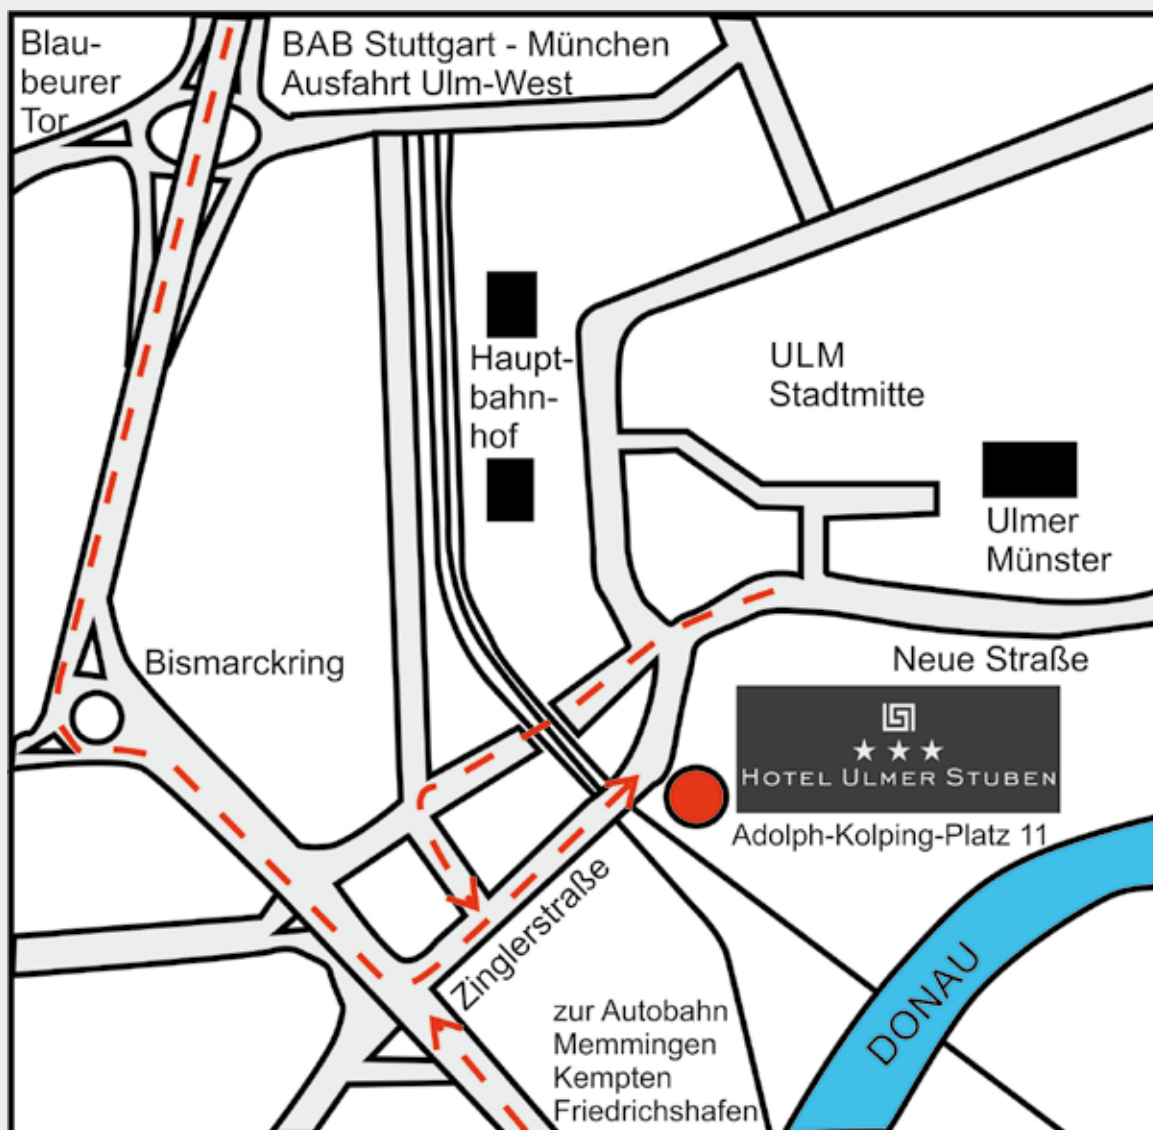 Blau-
beurer
Tor
BAB Stuttgart - München
Ausfahrt Ulm-West
Haupt-
bahn-
hof
ULM
Stadtmitte
Ulmer
Münster
Bismarckring
Neue Straße
HOTEL ULMER STUBEN
Adolph-Kolping-Platz 11
Zinglerstraße
DONAU
zur Autobahn
Memmingen
Kempten
Friedrichshafen